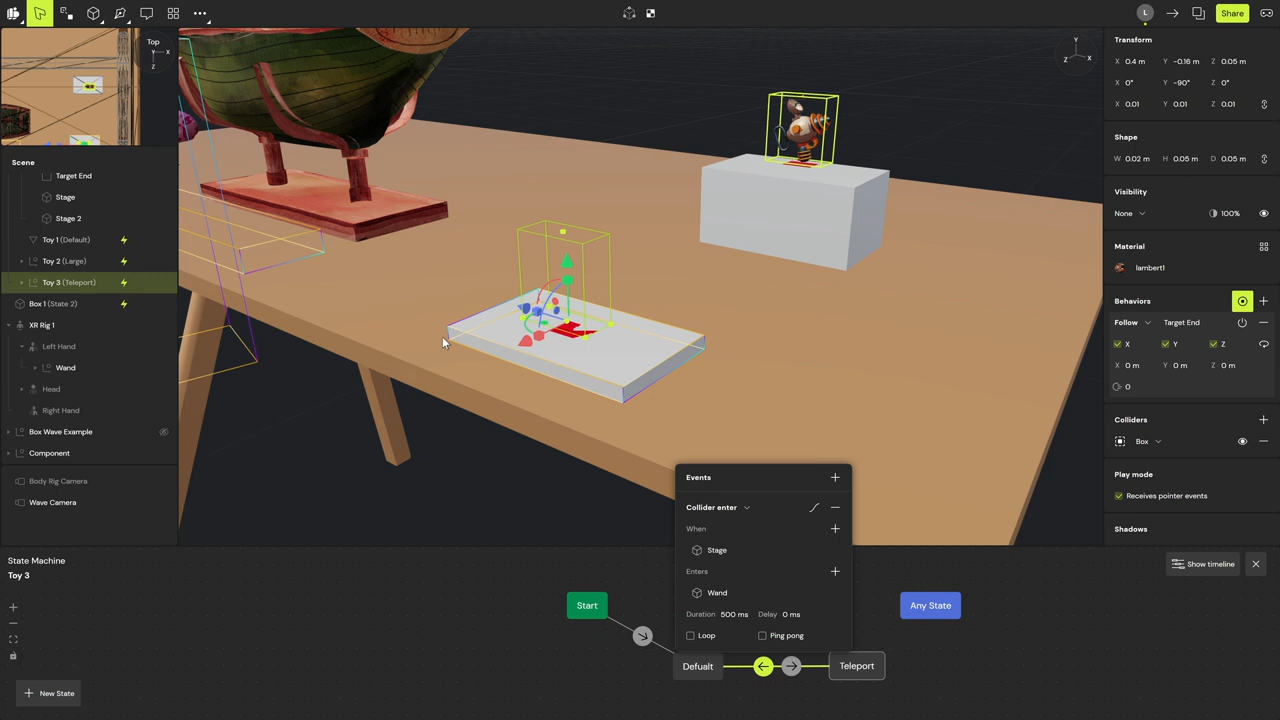 L
Share
Top
Y
X
Z
Y
Z
X
Scene
Target End
Stage
Stage 2
Toy 1 (Default)
Toy 2 (Large)
Toy 3 (Teleport)
Box 1 (State 2)
XR Rig 1
Left Hand
Wand
Head
Right Hand
Box Wave Example
Component
Body Rig Camera
Wave Camera
Transform
X 0.4 m Y -0.16 m Z 0.05 m
X 0° Y -90° Z 0°
X 0.01 Y 0.01 Z 0.01
Shape
W 0.02 m H 0.05 m D 0.05 m
Visibility
None 100%
Material
lambert1
Behaviors
Follow Target End
X Y Z
X 0 m Y 0 m Z 0 m
0
Colliders
Box
Play mode
Receives pointer events
Shadows
Events
Collider enter
When
Stage
Enters
Wand
Duration 500 ms Delay 0 ms
Loop Ping pong
State Machine
Toy 3
Show timeline
Start
Any State
Defualt
Teleport
New State